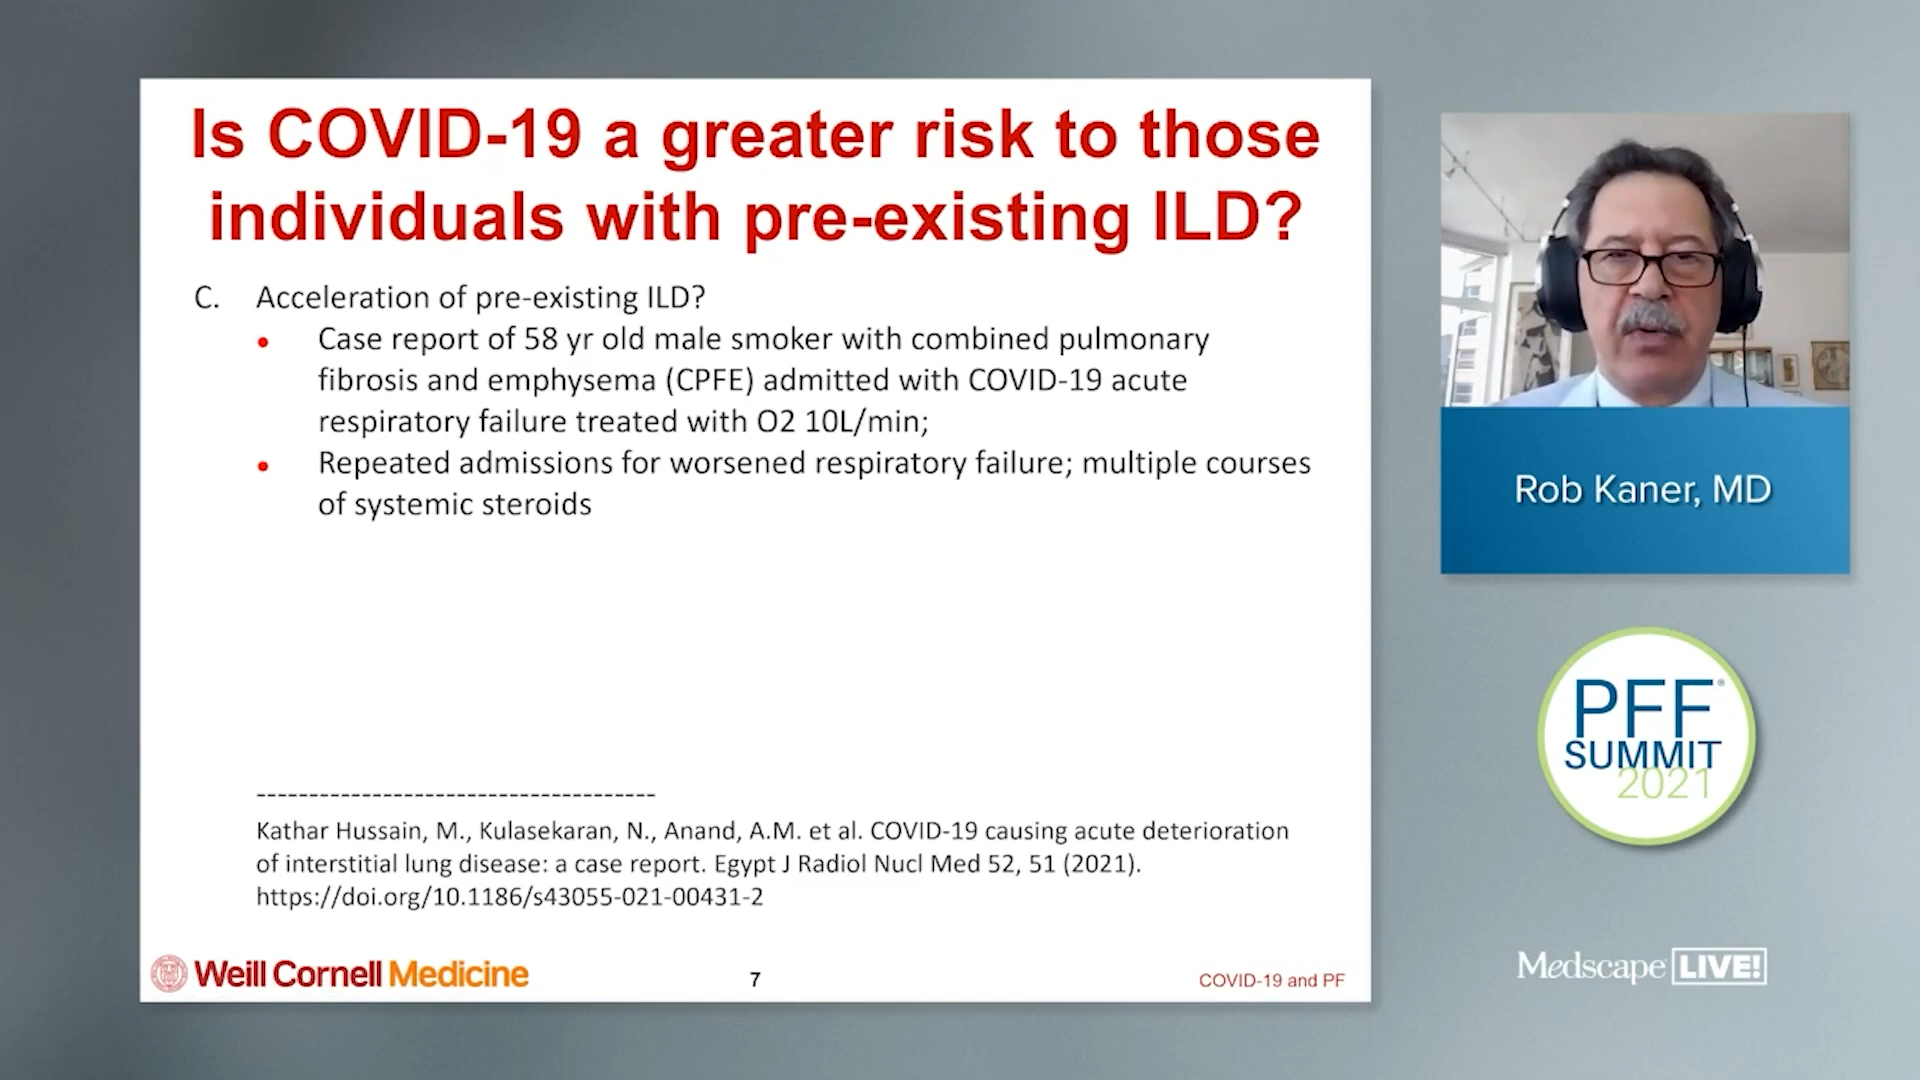 Is COVID-19 a greater risk to those
individuals with pre-existing ILD?
C. Acceleration of pre-existing ILD?
• Case report of 58 yr old male smoker with combined pulmonary
fibrosis and emphysema (CPFE) admitted with COVID-19 acute
respiratory failure treated with O2 10L/min;
• Repeated admissions for worsened respiratory failure; multiple courses
of systemic steroids
--------------------------------------
Kathar Hussain, M., Kulasekaran, N., Anand, A.M. et al. COVID-19 causing acute deterioration
of interstitial lung disease: a case report. Egypt J Radiol Nucl Med 52, 51 (2021).
https://doi.org/10.1186/s43055-021-00431-2
Weill Cornell Medicine
7
COVID-19 and PF
Rob Kaner, MD
PFF®
SUMMIT
2021
Medscape LIVE!